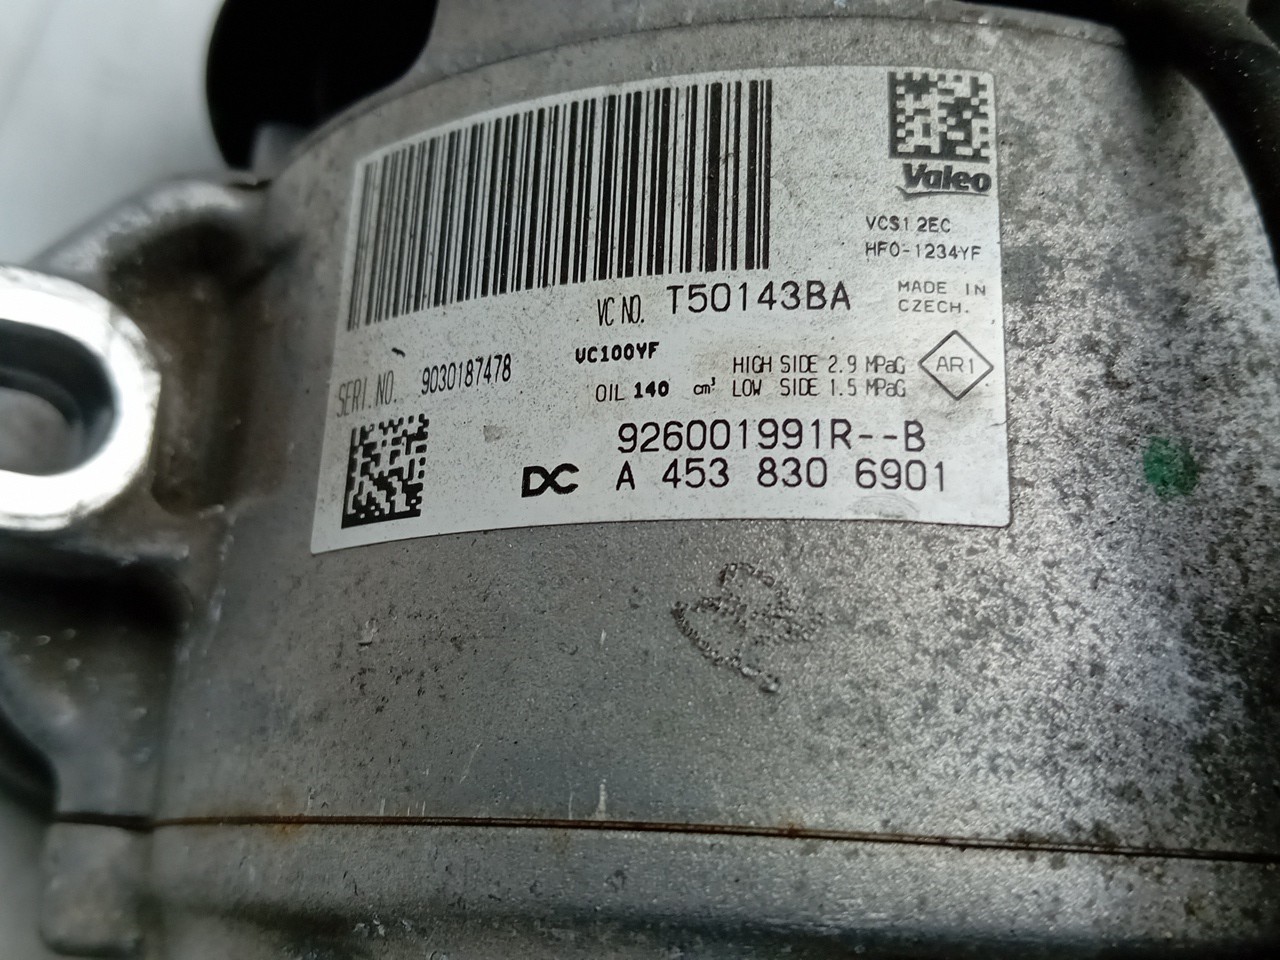 Valeo
VCS12EC
HFO-1234YF
VC NO. T50143BA
MADE IN
CZECH.
SERI.NO. 9030187478
VC100YF
OIL 140 cm³
HIGH SIDE 2.9 MPaG
LOW SIDE 1.5 MPaG
AR1
926001991R--B
DC A 453 830 6901